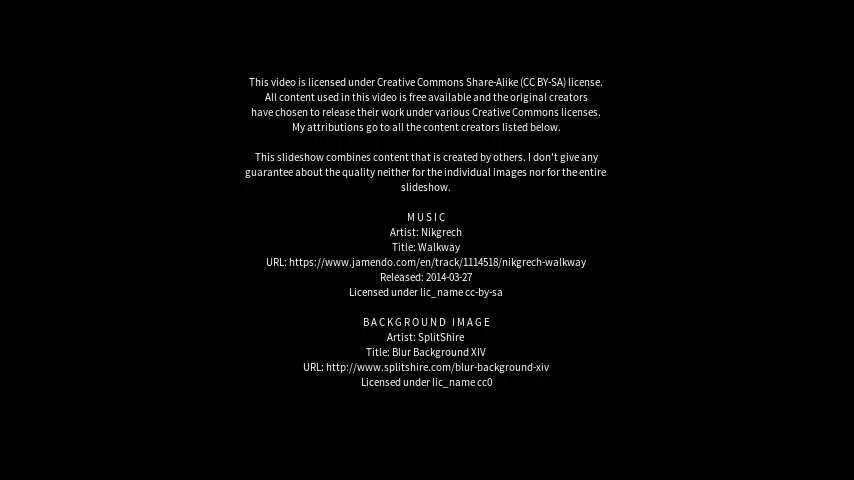 This video is licensed under Creative Commons Share-Alike (CC BY-SA) license.
All content used in this video is free available and the original creators
have chosen to release their work under various Creative Commons licenses.
My attributions go to all the content creators listed below.
This slideshow combines content that is created by others. I don't give any
guarantee about the quality neither for the individual images nor for the entire
slideshow.
MUSIC
Artist: Nikgrech
Title: Walkway
URL: https://www.jamendo.com/en/track/1114518/nikgrech-walkway
Released: 2014-03-27
Licensed under lic_name cc-by-sa
BACKGROUND IMAGE
Artist: SplitShire
Title: Blur Background XIV
URL: http://www.splitshire.com/blur-background-xiv
Licensed under lic_name cc0